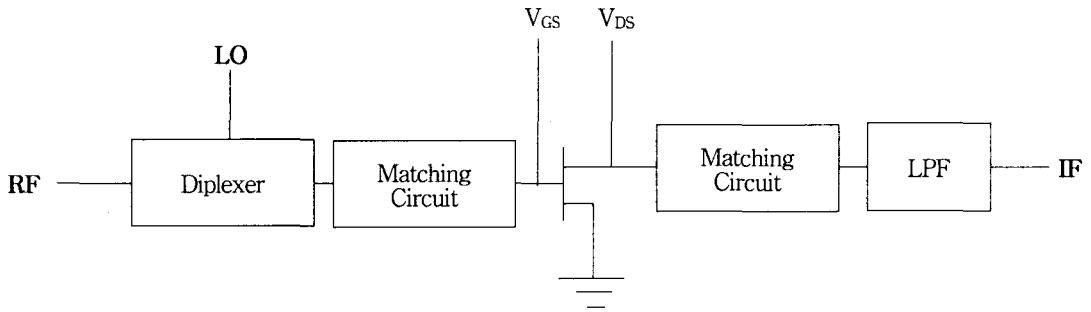 V_GS V_DS
LO
RF Diplexer Matching Circuit Matching Circuit LPF IF